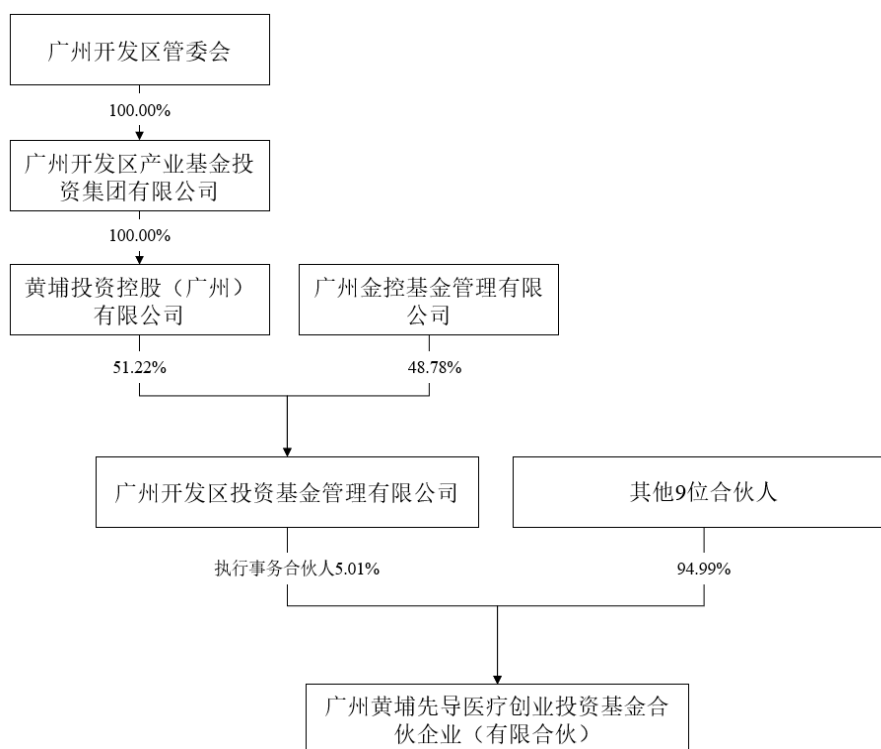 广州开发区管委会
100.00%
广州开发区产业基金投
资集团有限公司
100.00%
黄埔投资控股（广州）
有限公司
广州金控基金管理有限
公司
51.22%
48.78%
广州开发区投资基金管理有限公司
其他9位合伙人
执行事务合伙人5.01%
94.99%
广州黄埔先导医疗创业投资基金合
伙企业（有限合伙）